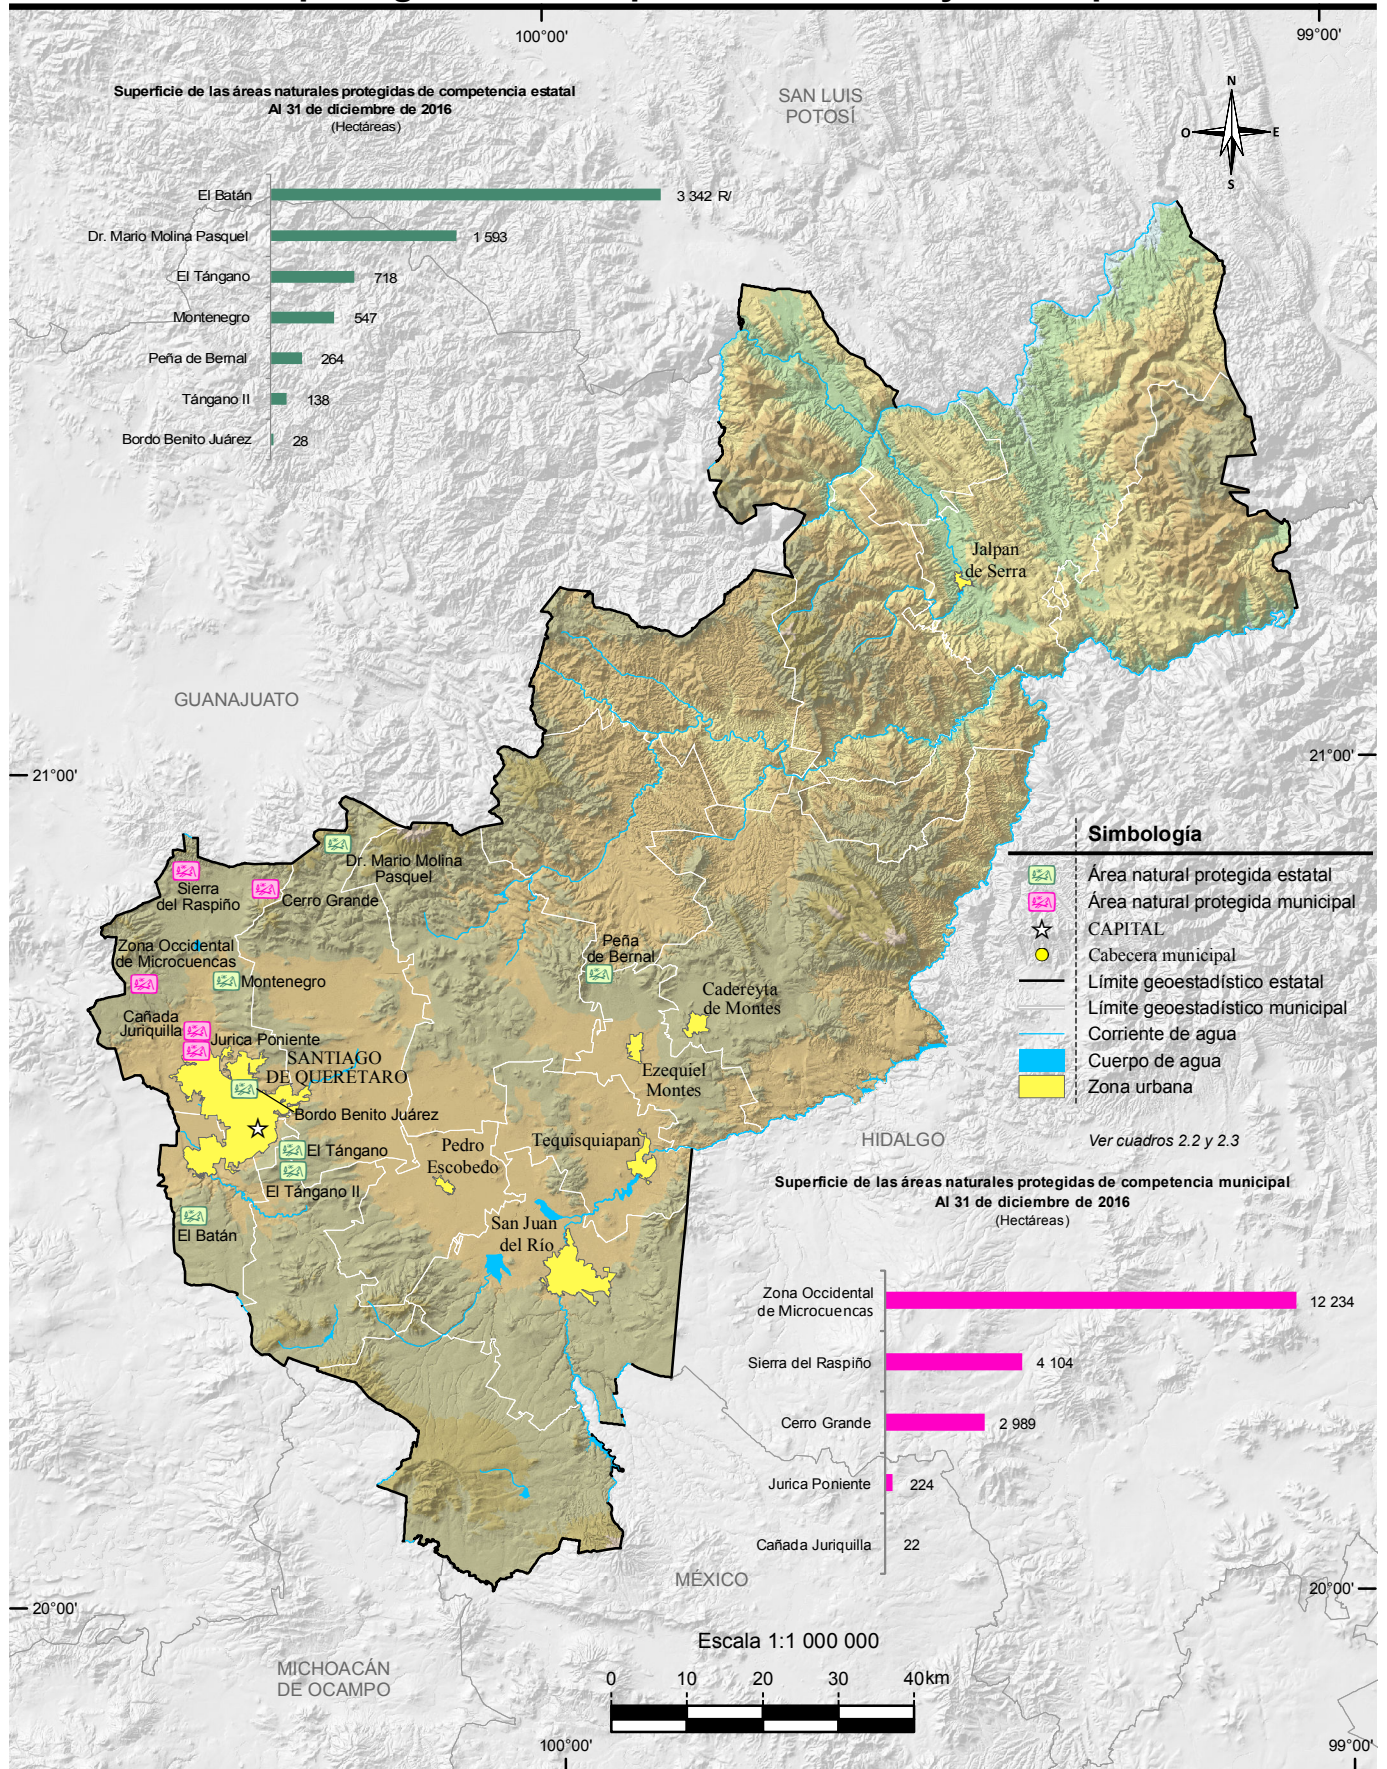 100°00'
99°00'
Superficie de las áreas naturales protegidas de competencia estatal
Al 31 de diciembre de 2016
(Hectáreas)
El Batán
3 342 R/
Dr. Mario Molina Pasquel
1 593
El Tángano
718
Montenegro
547
Peña de Bernal
264
Tángano II
138
Bordo Benito Juárez
28
SAN LUIS
POTOSÍ
N
O
E
S
Jalpan
de Serra
GUANAJUATO
21°00'
21°00'
Dr. Mario Molina
Pasquel
Sierra
del Raspiño
Cerro Grande
Zona Occidental
de Microcuencas
Montenegro
Peña
de Bernal
Cadereyta
de Montes
Cañada
Juriquilla
Jurica Poniente
SANTIAGO
DE QUERÉTARO
Ezequiel
Montes
Bordo Benito Juárez
El Tángano
El Tángano II
Pedro
Escobedo
Tequisquiapan
El Batán
San Juan
del Río
HIDALGO
Simbología
Área natural protegida estatal
Área natural protegida municipal
CAPITAL
Cabecera municipal
Límite geoestadístico estatal
Límite geoestadístico municipal
Corriente de agua
Cuerpo de agua
Zona urbana
Ver cuadros 2.2 y 2.3
Superficie de las áreas naturales protegidas de competencia municipal
Al 31 de diciembre de 2016
(Hectáreas)
Zona Occidental
de Microcuencas
12 234
Sierra del Raspiño
4 104
Cerro Grande
2 989
Jurica Poniente
224
Cañada Juriquilla
22
MÉXICO
20°00'
20°00'
MICHOACÁN
DE OCAMPO
Escala 1:1 000 000
0 10 20 30 40 km
100°00'
99°00'